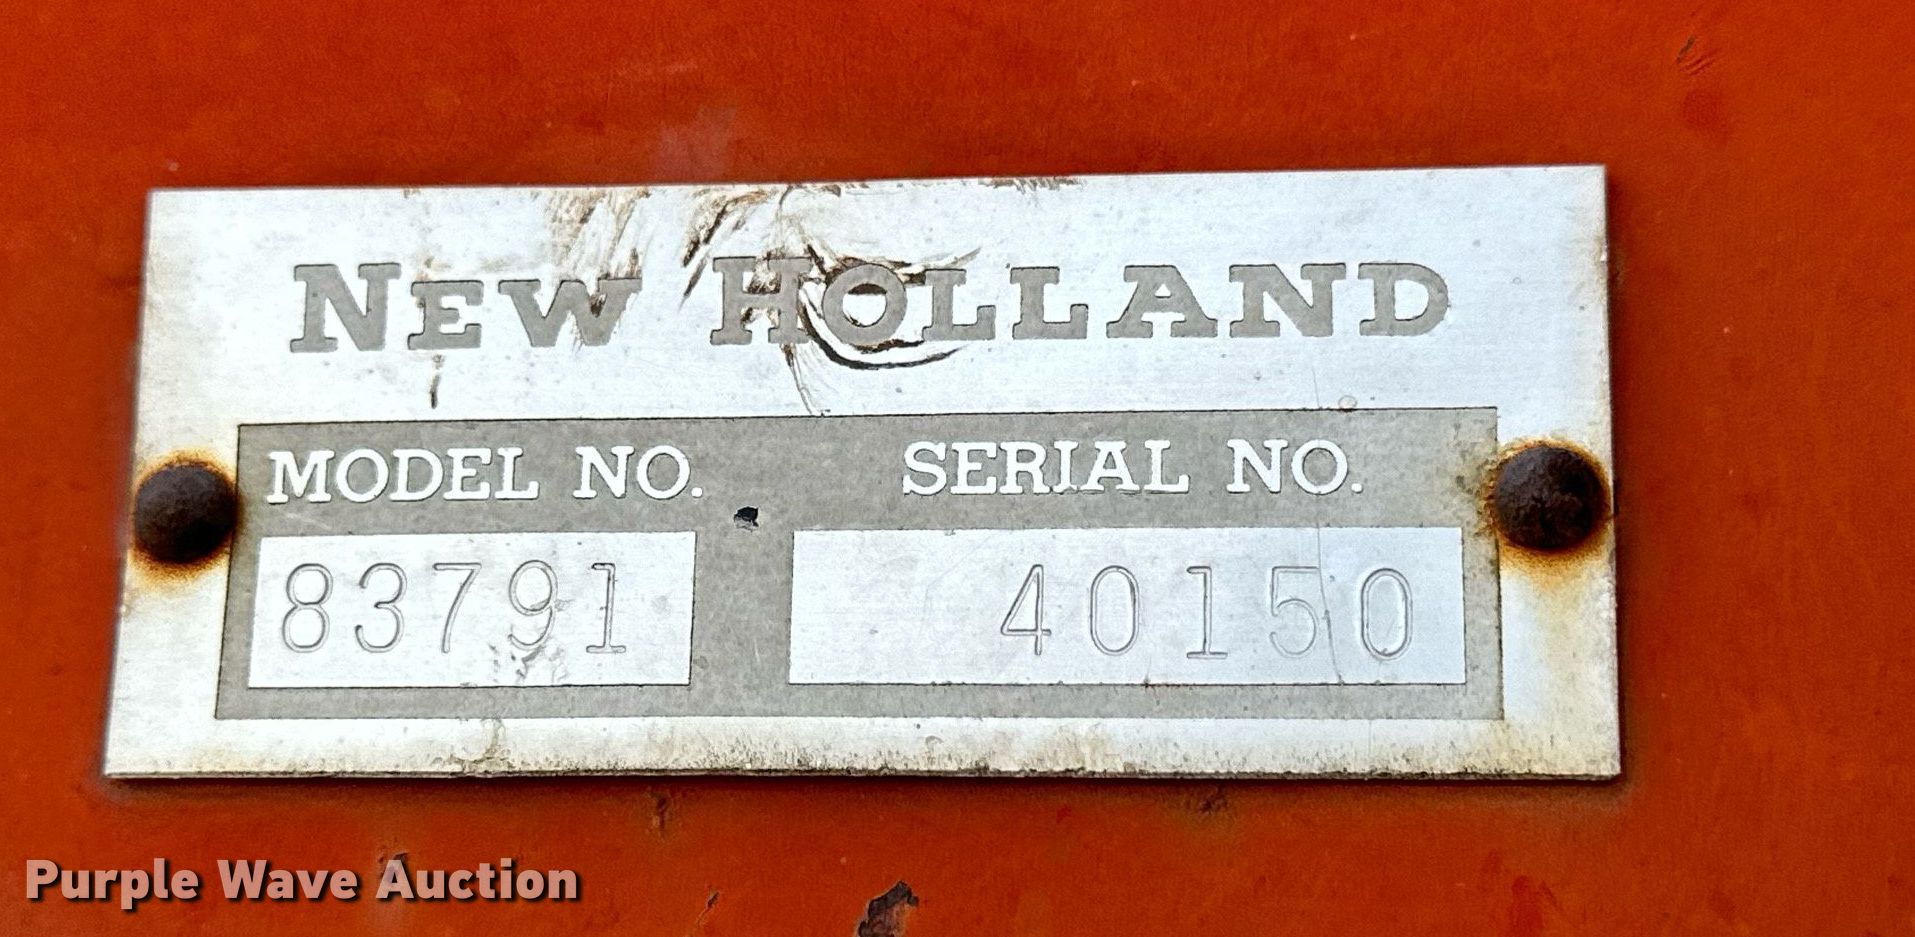 NEW HOLLAND
MODEL NO. SERIAL NO.
83791 40150
Purple Wave Auction